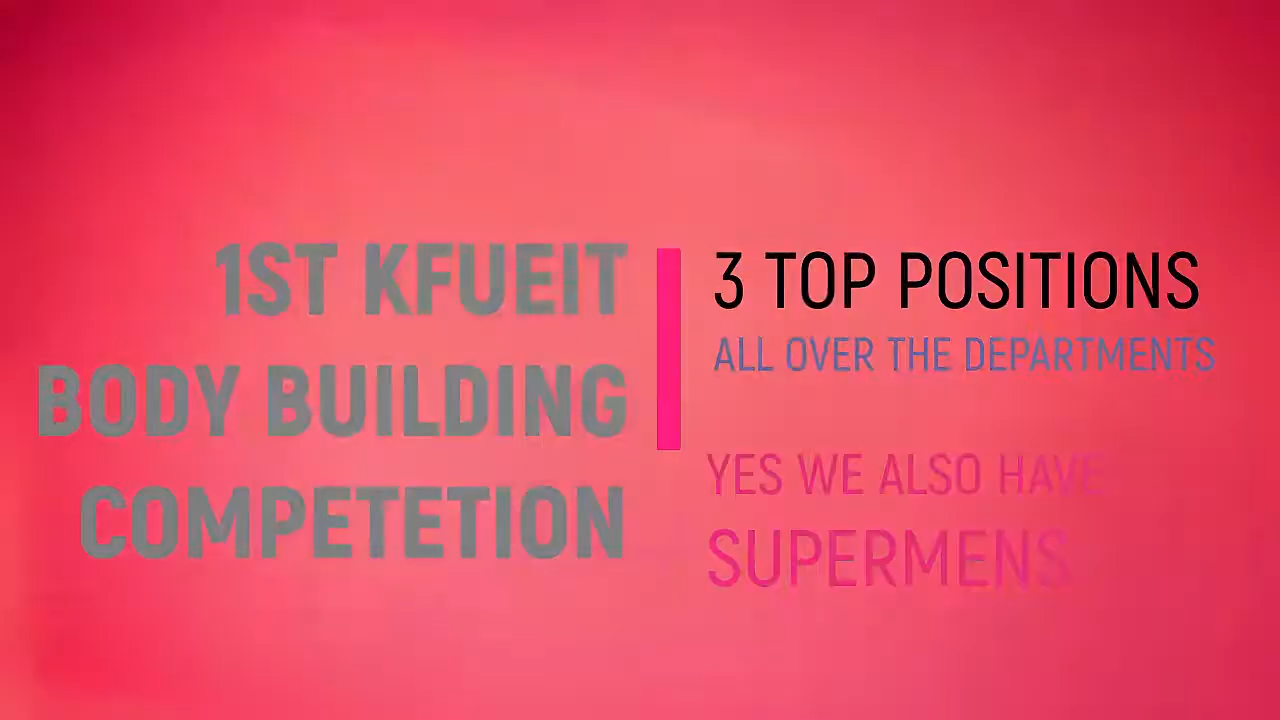 1ST KFUEIT
BODY BUILDING
COMPETETION
3 TOP POSITIONS
ALL OVER THE DEPARTMENTS
YES WE ALSO HAVE
SUPERMENS